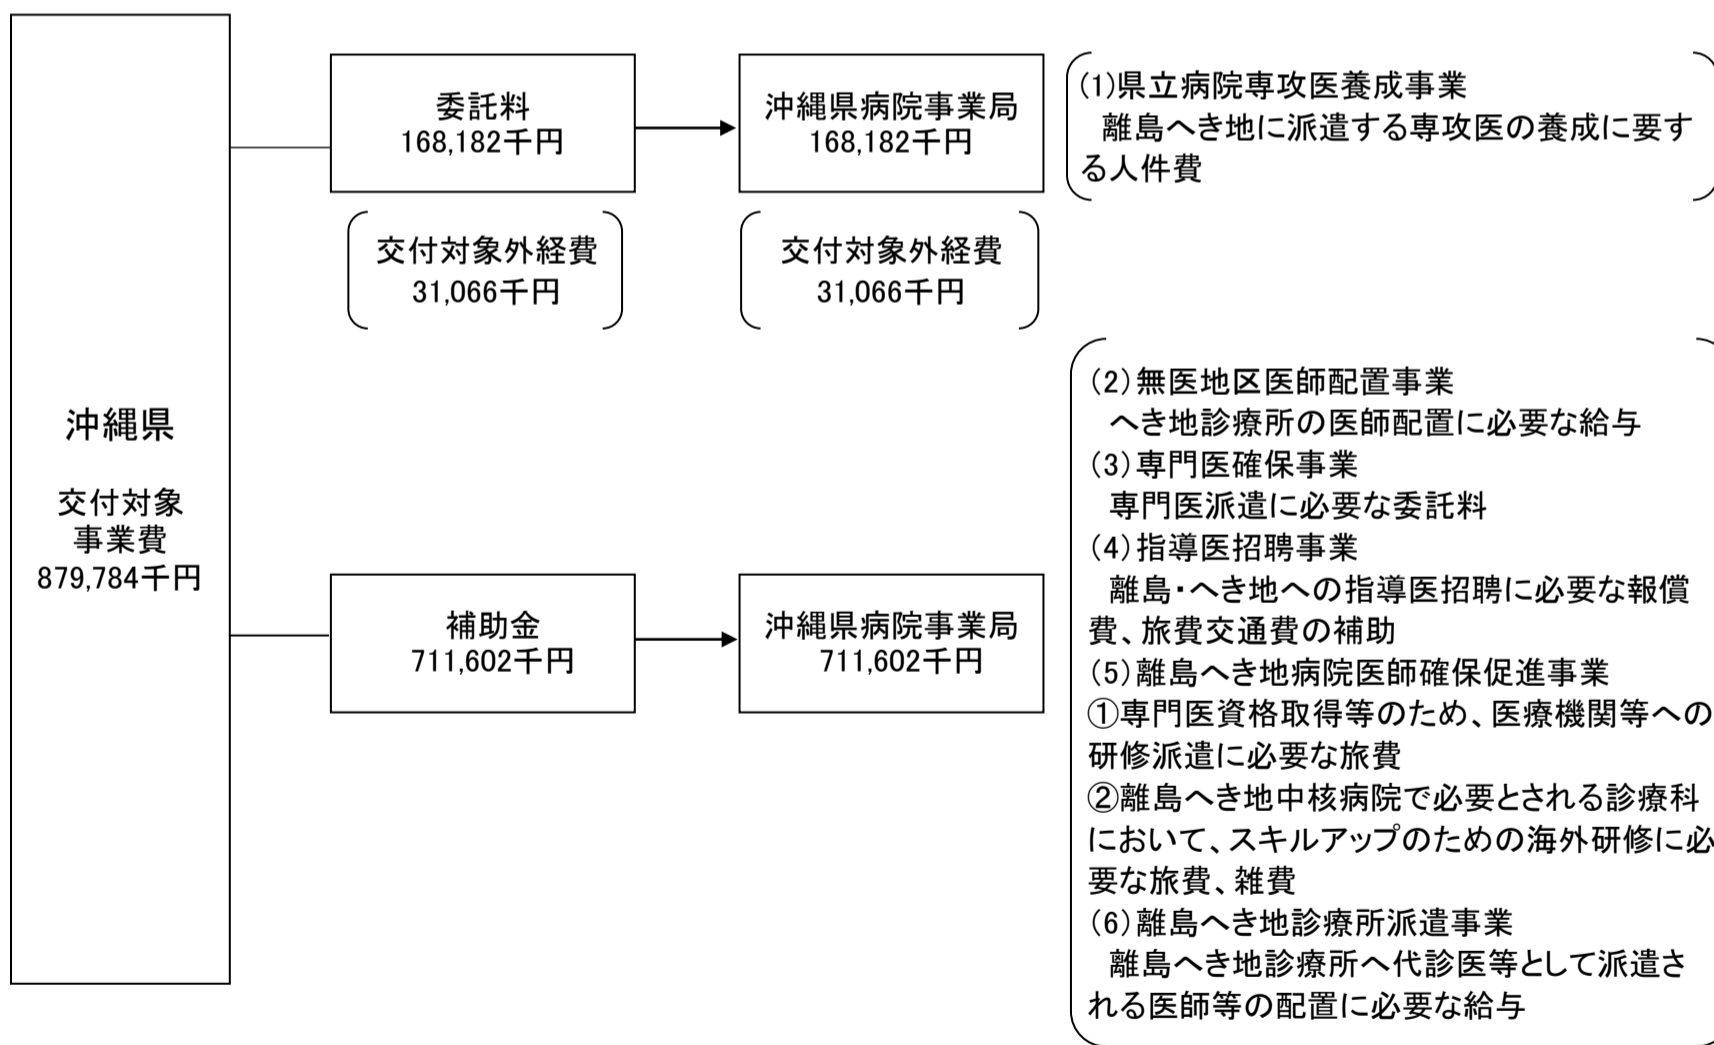 沖縄県
交付対象
事業費
879,784千円
委託料
168,182千円
沖縄県病院事業局
168,182千円
(1)県立病院専攻医養成事業
離島へき地に派遣する専攻医の養成に要す
る人件費
交付対象外経費
31,066千円
交付対象外経費
31,066千円
補助金
711,602千円
沖縄県病院事業局
711,602千円
(2)無医地区医師配置事業
へき地診療所の医師配置に必要な給与
(3)専門医確保事業
専門医派遣に必要な委託料
(4)指導医招聘事業
離島・へき地への指導医招聘に必要な報償
費、旅費交通費の補助
(5)離島へき地病院医師確保促進事業
①専門医資格取得等のため、医療機関等への
研修派遣に必要な旅費
②離島へき地中核病院で必要とされる診療科
において、スキルアップのための海外研修に必
要な旅費、雑費
(6)離島へき地診療所派遣事業
離島へき地診療所へ代診医等として派遣さ
れる医師等の配置に必要な給与